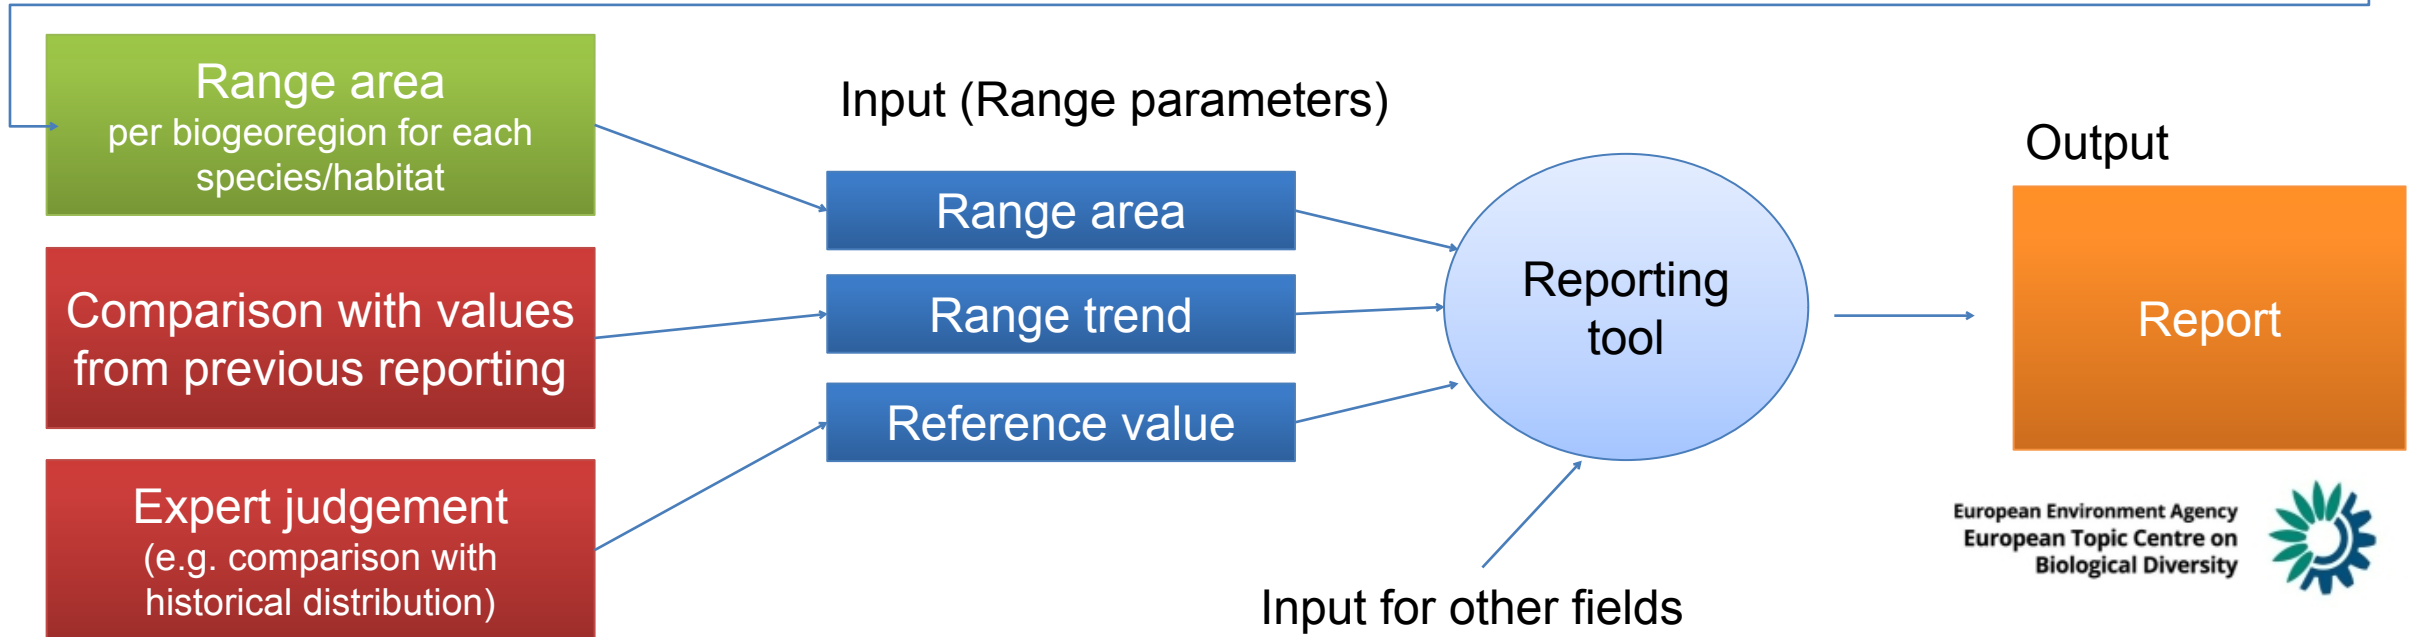 Range area
per biogeoregion for each
species/habitat
Comparison with values
from previous reporting
Expert judgement
(e.g. comparison with
historical distribution)
Input (Range parameters)
Range area
Range trend
Reference value
Reporting
tool
Input for other fields
Output
Report
European Environment Agency
European Topic Centre on
Biological Diversity